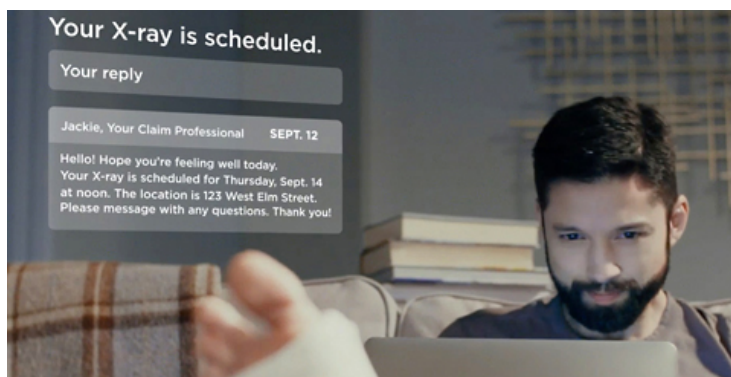 Your X-ray is scheduled.
Your reply
Jackie, Your Claim Professional SEPT. 12
Hello! Hope you're feeling well today.
Your X-ray is scheduled for Thursday, Sept. 14
at noon. The location is 123 West Elm Street.
Please message with any questions. Thank you!